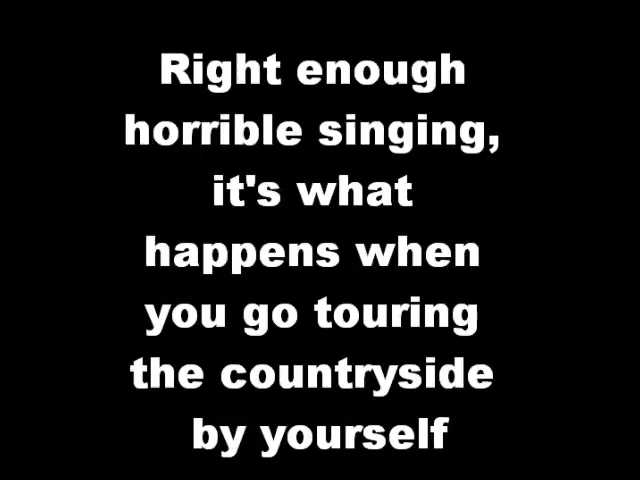 Right enough
horrible singing,
it's what
happens when
you go touring
the countryside
by yourself